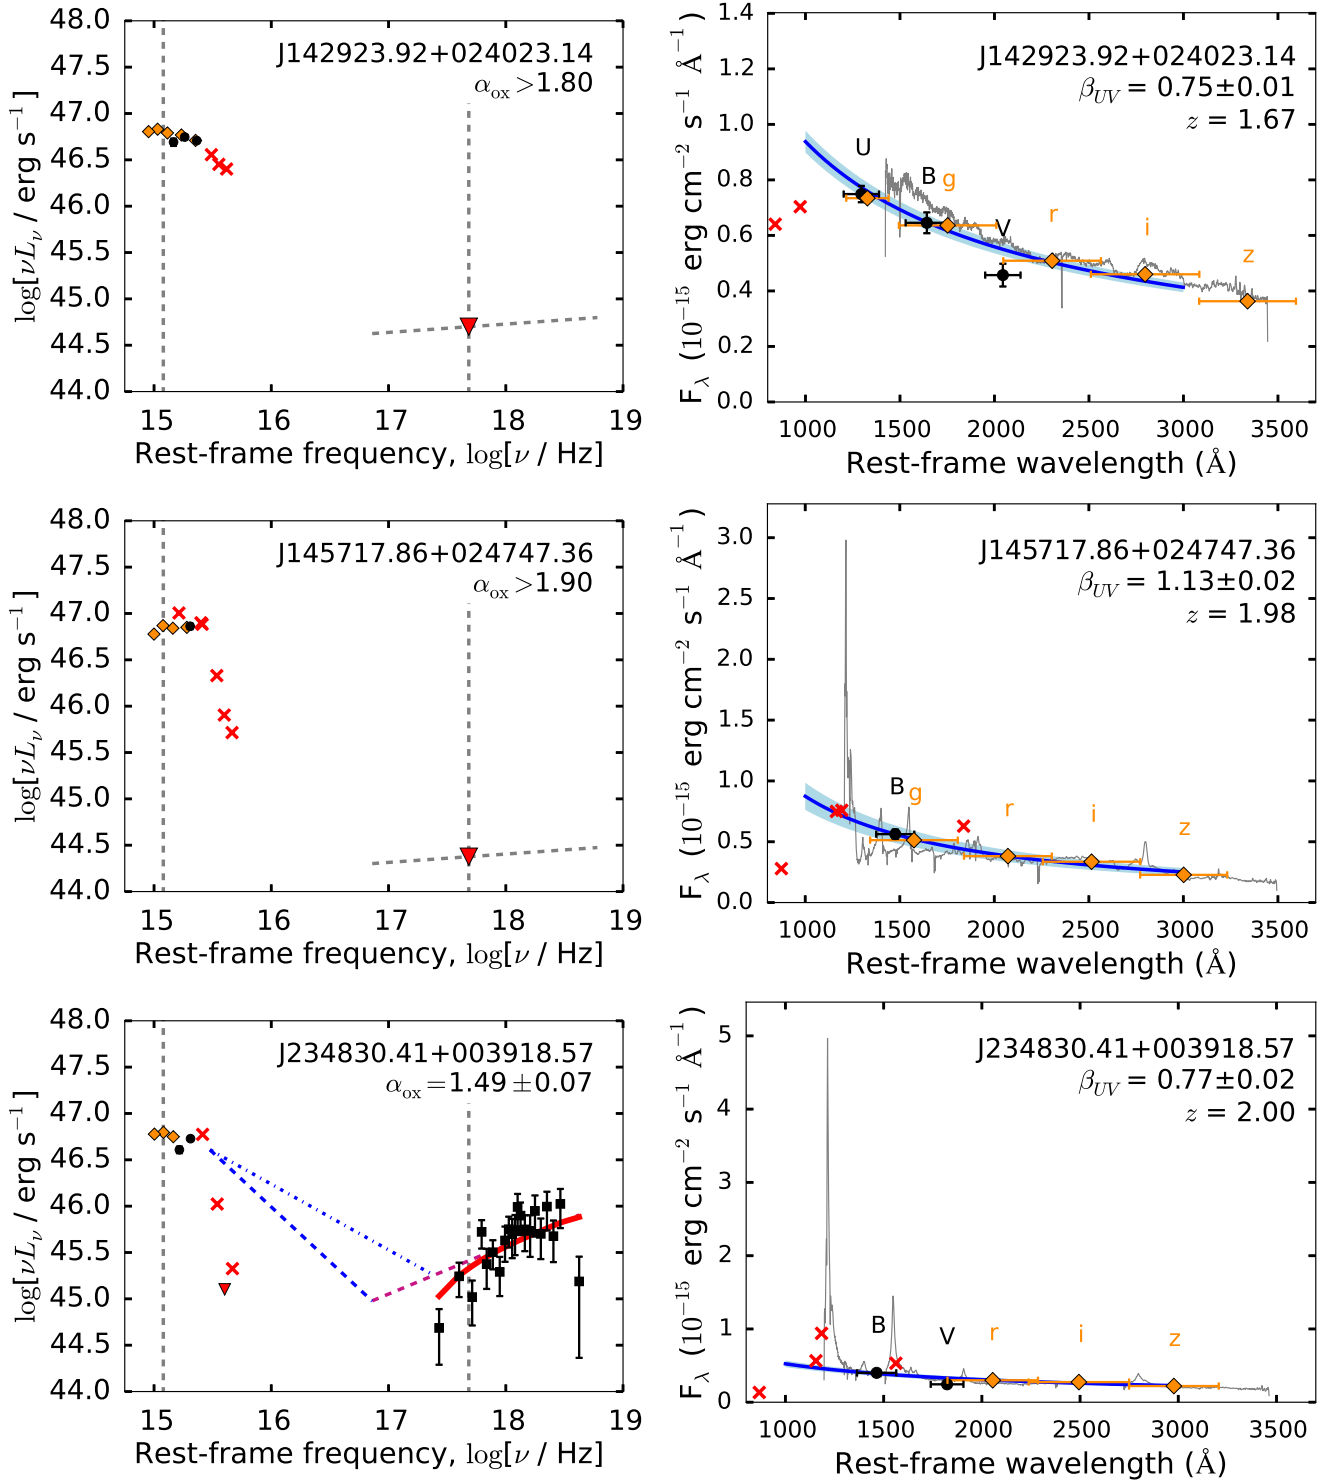 48.0
47.5
47.0
46.5
46.0
45.5
45.0
44.5
44.0
log[νLν / erg s⁻¹]
J142923.92+024023.14
αox >1.80
15 16 17 18 19
Rest-frame frequency, log[ν / Hz]
1.4
1.2
1.0
0.8
0.6
0.4
0.2
0.0
Fλ (10⁻¹⁵ erg cm⁻² s⁻¹ Å⁻¹)
J142923.92+024023.14
βUV = 0.75±0.01
z = 1.67
U B g V r i z
1000 1500 2000 2500 3000 3500
Rest-frame wavelength (Å)
48.0
47.5
47.0
46.5
46.0
45.5
45.0
44.5
44.0
log[νLν / erg s⁻¹]
J145717.86+024747.36
αox >1.90
15 16 17 18 19
Rest-frame frequency, log[ν / Hz]
3.0
2.5
2.0
1.5
1.0
0.5
0.0
Fλ (10⁻¹⁵ erg cm⁻² s⁻¹ Å⁻¹)
J145717.86+024747.36
βUV = 1.13±0.02
z = 1.98
B g r i z
1000 1500 2000 2500 3000 3500
Rest-frame wavelength (Å)
48.0
47.5
47.0
46.5
46.0
45.5
45.0
44.5
44.0
log[νLν / erg s⁻¹]
J234830.41+003918.57
αox =1.49 ±0.07
15 16 17 18 19
Rest-frame frequency, log[ν / Hz]
5
4
3
2
1
0
Fλ (10⁻¹⁵ erg cm⁻² s⁻¹ Å⁻¹)
J234830.41+003918.57
βUV = 0.77±0.02
z = 2.00
B V r i z
1000 1500 2000 2500 3000 3500
Rest-frame wavelength (Å)